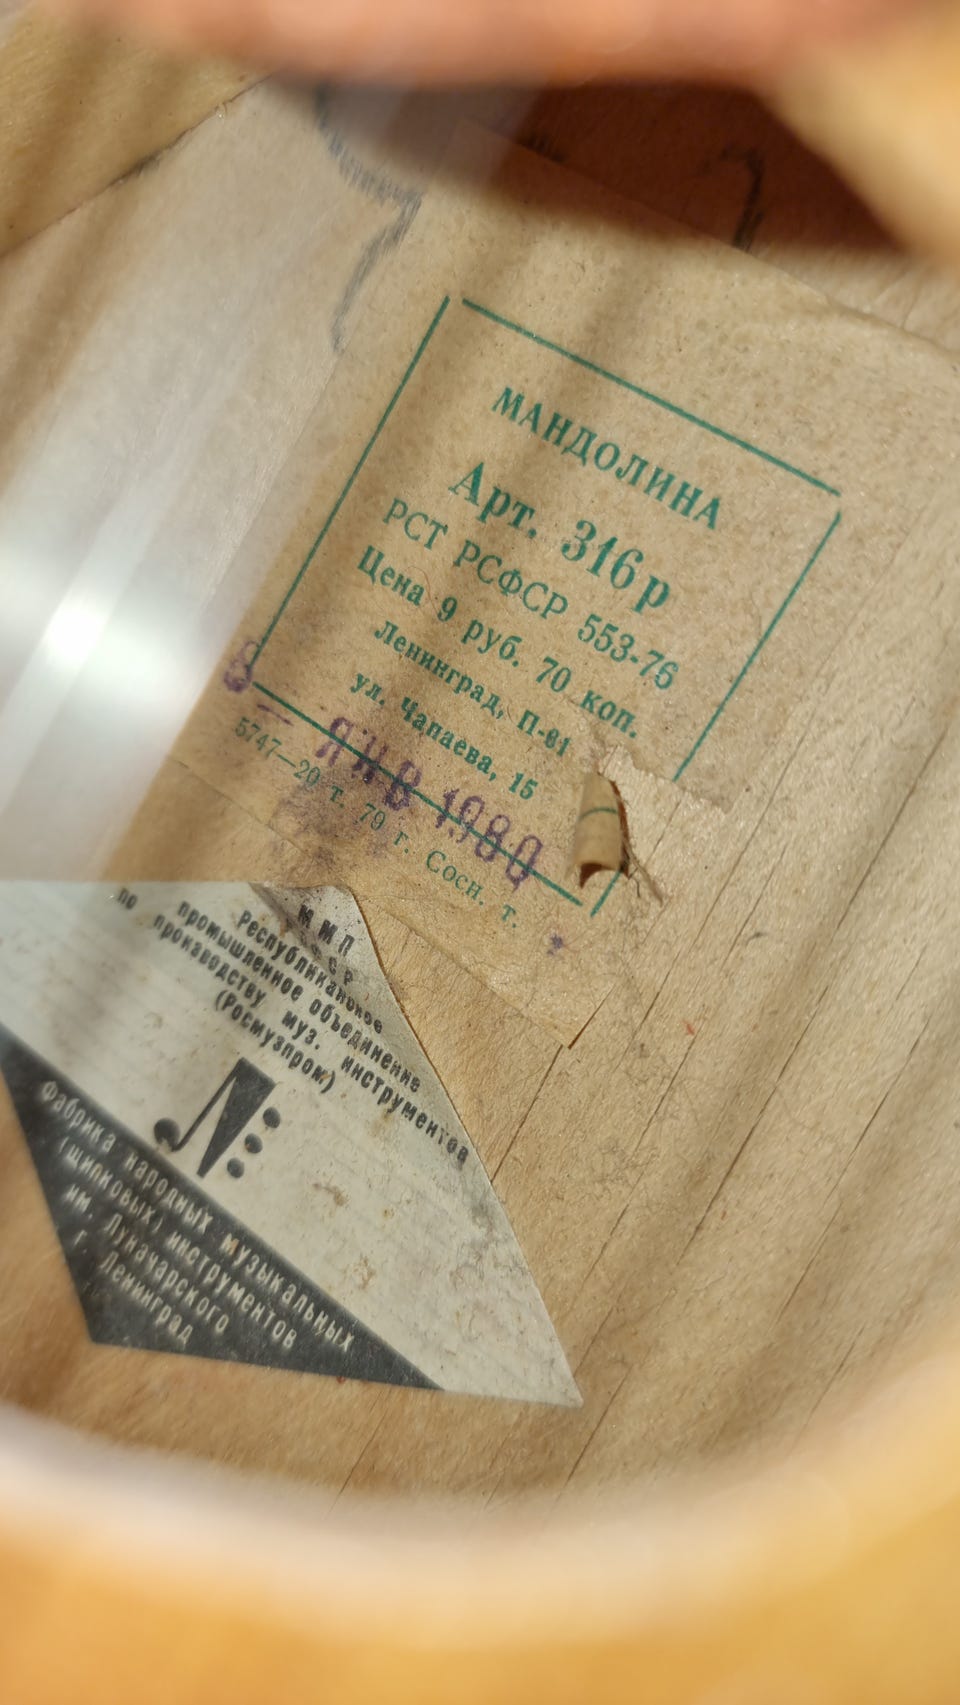 МАНДОЛИНА
Арт. 316р
РСТ РСФСР 553-76
Цена 9 руб. 70 коп.
Ленинград, П-61
ул. Чапаева, 15
8 ЯНВ 1980
5747—20 т. 79 г. Сосн. т.
ММП
РСФСР
Республиканское
промышленное объединение
по производству муз. инструментов
(Росмузпром)
Фабрика народных музыкальных
(щипковых) инструментов
им. Луначарского
г. Ленинград